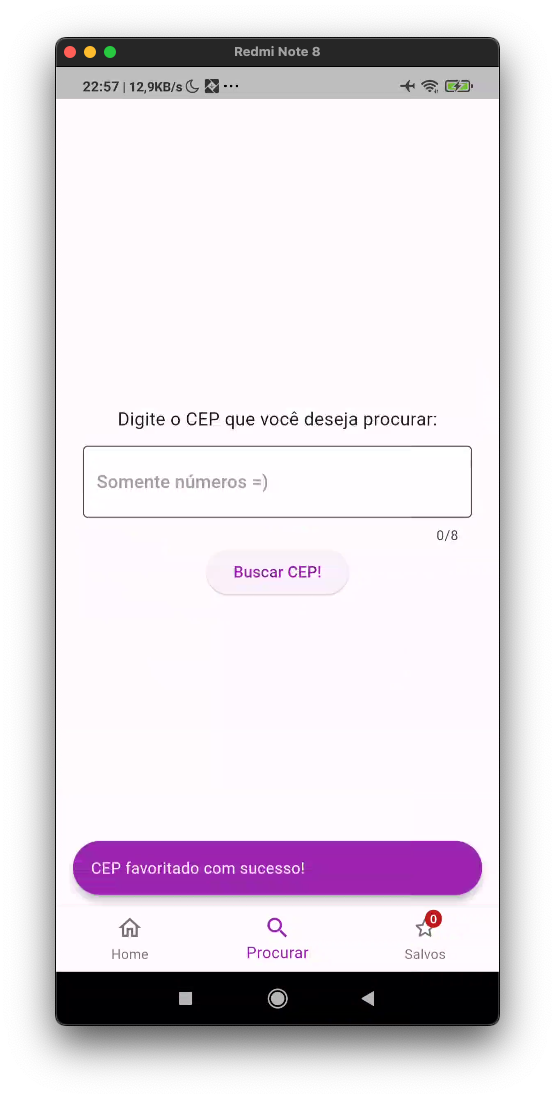 Redmi Note 8
22:57 | 12,9KB/s
Digite o CEP que você deseja procurar:
Somente números =)
0/8
Buscar CEP!
CEP favoritado com sucesso!
0
Home
Procurar
Salvos